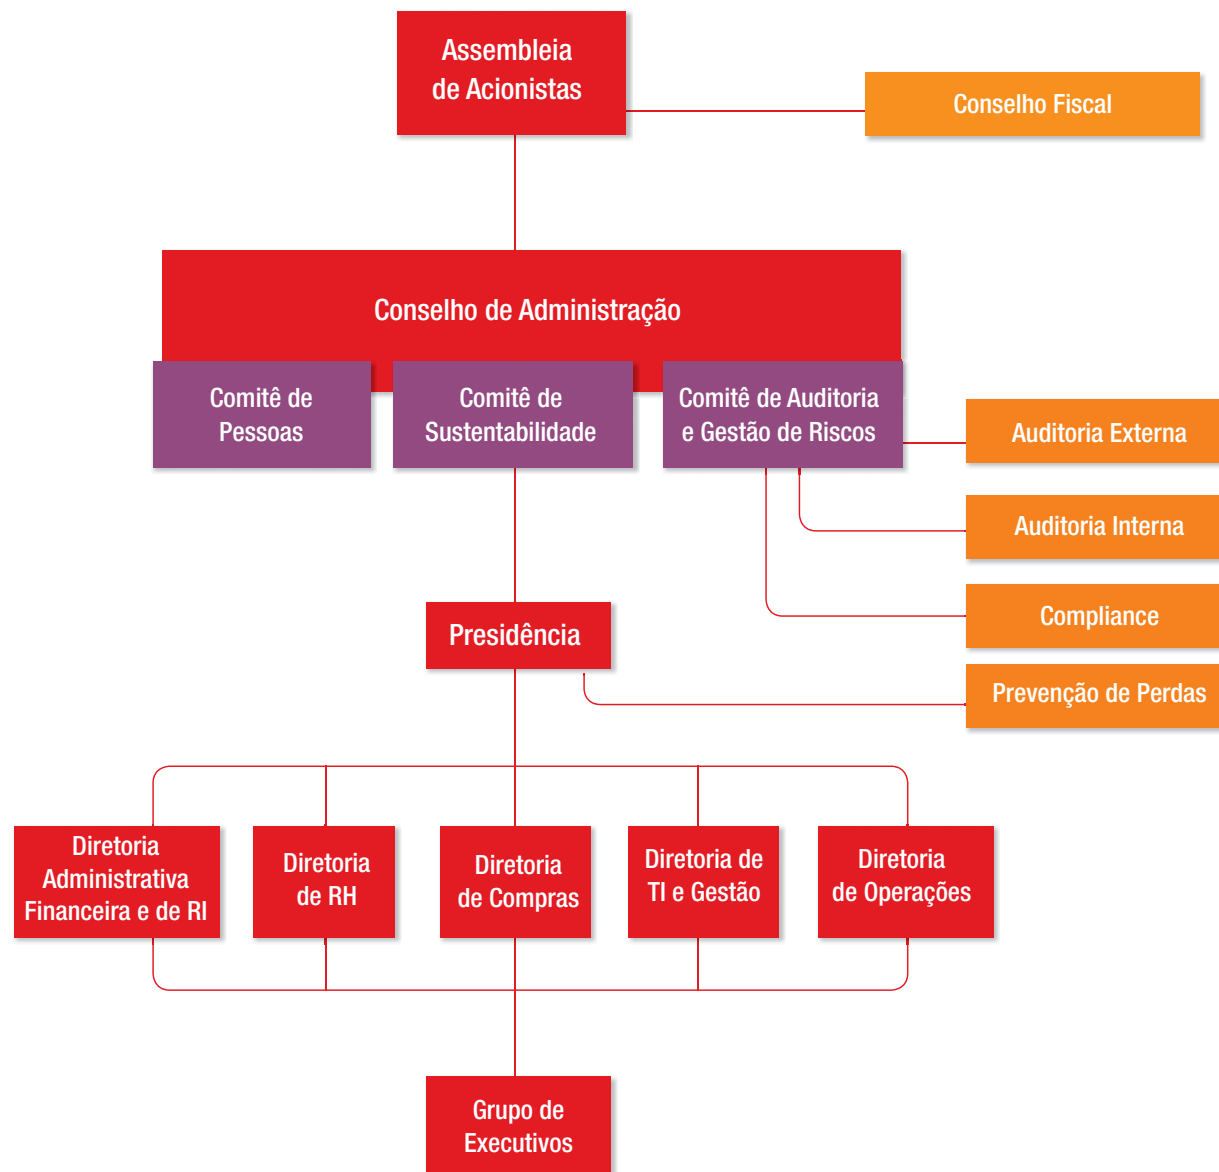 Assembleia
de Acionistas
Conselho Fiscal
Conselho de Administração
Comitê de
Pessoas
Comitê de
Sustentabilidade
Comitê de Auditoria
e Gestão de Riscos
Auditoria Externa
Auditoria Interna
Compliance
Presidência
Prevenção de Perdas
Diretoria
Administrativa
Financeira e de RI
Diretoria
de RH
Diretoria
de Compras
Diretoria de
TI e Gestão
Diretoria
de Operações
Grupo de
Executivos